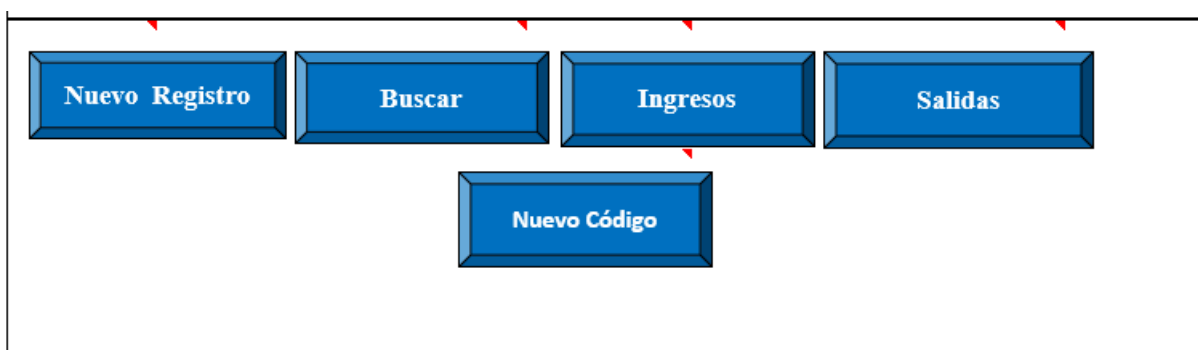 Nuevo Registro
Buscar
Ingresos
Salidas
Nuevo Código